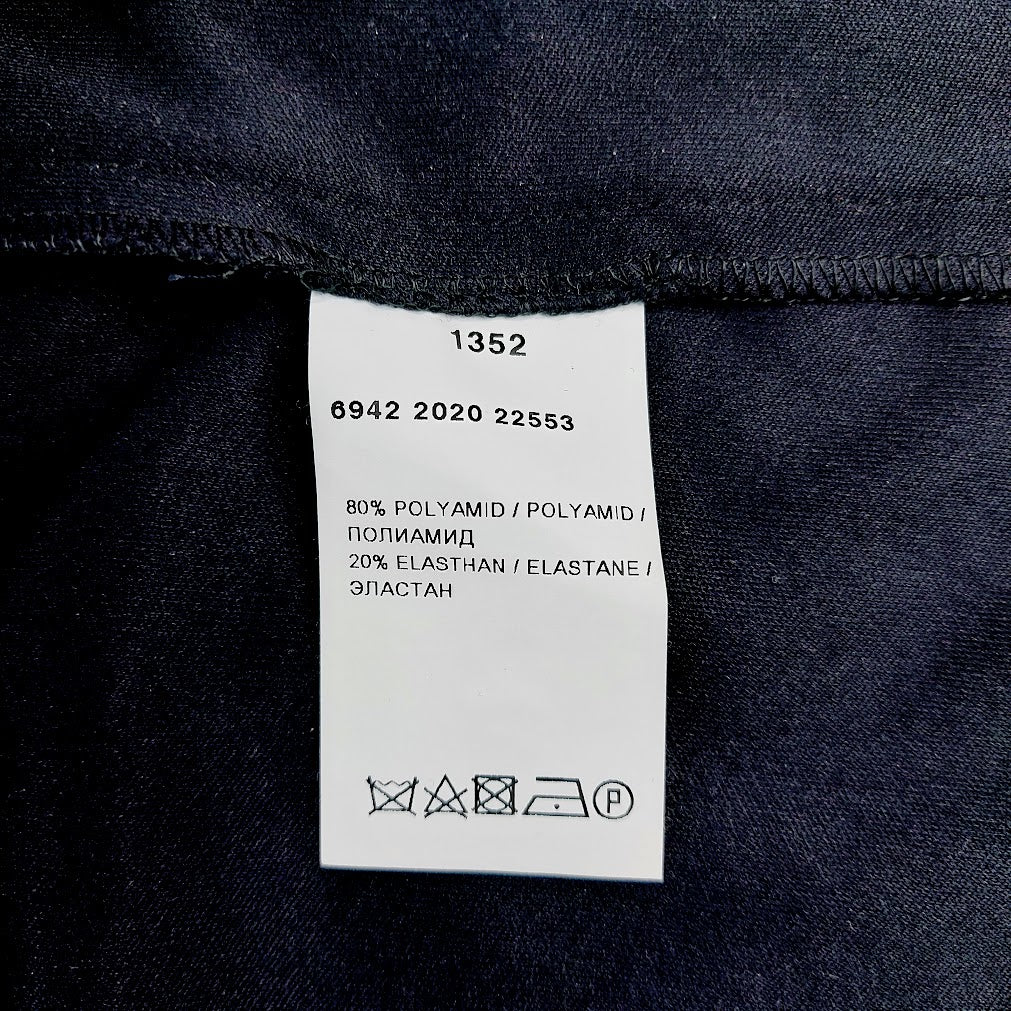 1352
6942 2020 22553
80% POLYAMID / POLYAMID /
ПОЛИАМИД
20% ELASTHAN / ELASTANE /
ЭЛАСТАН
P